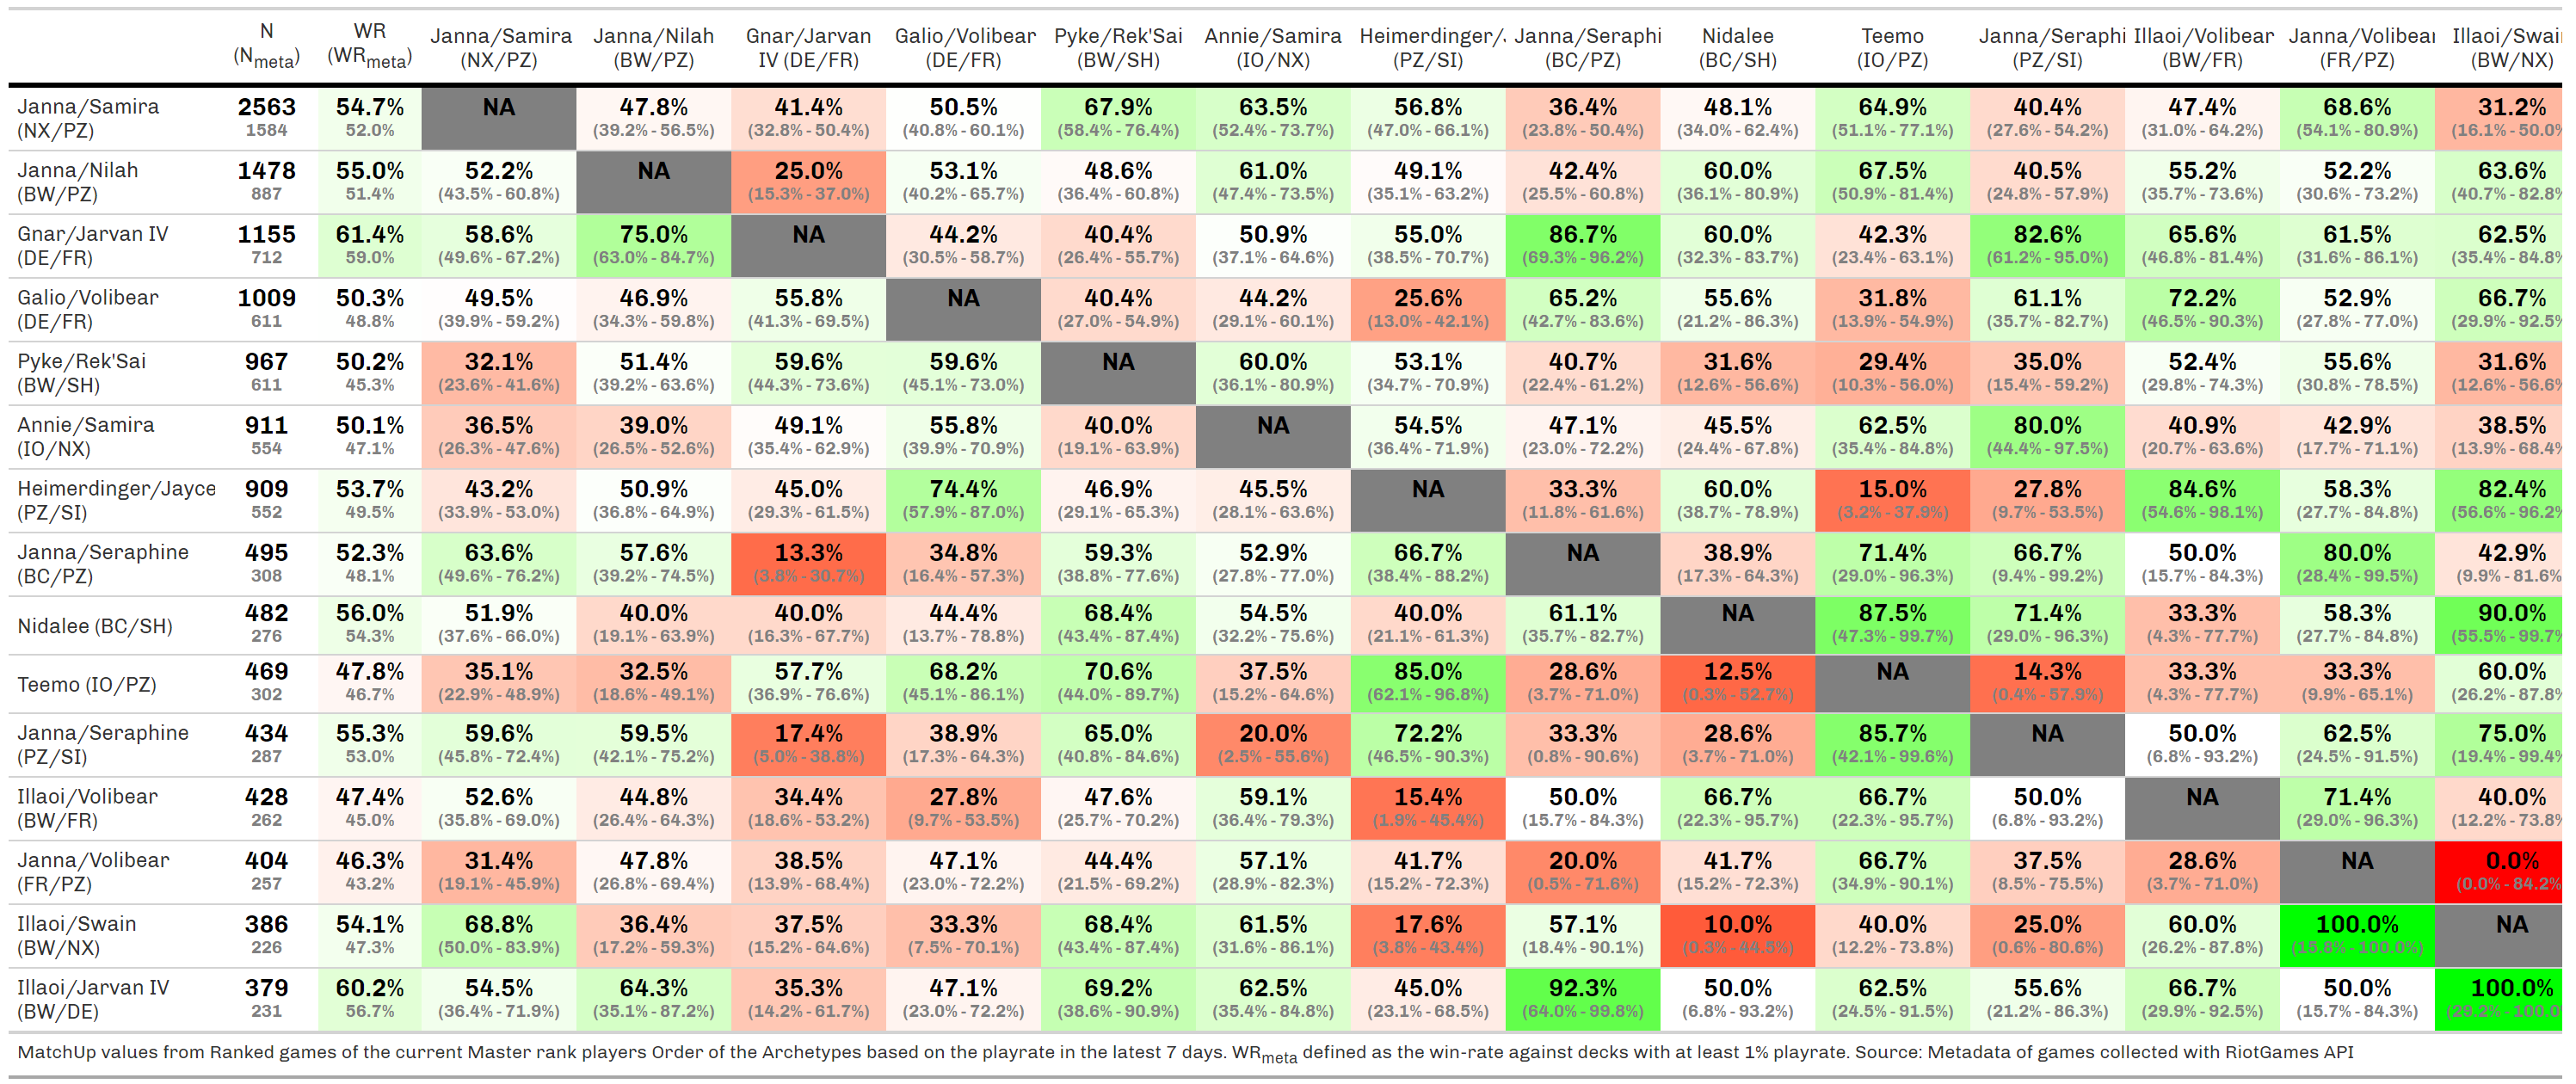 N WR Janna/Samira Janna/Nilah Gnar/Jarvan Galio/Volibear Pyke/Rek'Sai Annie/Samira Heimerdinger/ Janna/Seraphi Nidalee Teemo Janna/Seraphi Illaoi/Volibear Janna/Volibear Illaoi/Swain
(Nmeta) (WRmeta) (NX/PZ) (BW/PZ) IV (DE/FR) (DE/FR) (BW/SH) (IO/NX) (PZ/SI) (BC/PZ) (BC/SH) (IO/PZ) (PZ/SI) (BW/FR) (FR/PZ) (BW/NX)
Janna/Samira 2563 54.7% NA 47.8% 41.4% 50.5% 67.9% 63.5% 56.8% 36.4% 48.1% 64.9% 40.4% 47.4% 68.6% 31.2%
(NX/PZ) 1584 52.0% (39.2% - 56.5%) (32.8% - 50.4%) (40.8% - 60.1%) (58.4% - 76.4%) (52.4% - 73.7%) (47.0% - 66.1%) (23.8% - 50.4%) (34.0% - 62.4%) (51.1% - 77.1%) (27.6% - 54.2%) (31.0% - 64.2%) (54.1% - 80.9%) (16.1% - 50.0%
Janna/Nilah 1478 55.0% 52.2% NA 25.0% 53.1% 48.6% 61.0% 49.1% 42.4% 60.0% 67.5% 40.5% 55.2% 52.2% 63.6%
(BW/PZ) 887 51.4% (43.5% - 60.8%) (15.3% - 37.0%) (40.2% - 65.7%) (36.4% - 60.8%) (47.4% - 73.5%) (35.1% - 63.2%) (25.5% - 60.8%) (36.1% - 80.9%) (50.9% - 81.4%) (24.8% - 57.9%) (35.7% - 73.6%) (30.6% - 73.2%) (40.7% - 82.8%
Gnar/Jarvan IV 1155 61.4% 58.6% 75.0% NA 44.2% 40.4% 50.9% 55.0% 86.7% 60.0% 42.3% 82.6% 65.6% 61.5% 62.5%
(DE/FR) 712 59.0% (49.6% - 67.2%) (63.0% - 84.7%) (30.5% - 58.7%) (26.4% - 55.7%) (37.1% - 64.6%) (38.5% - 70.7%) (69.3% - 96.2%) (32.3% - 83.7%) (23.4% - 63.1%) (61.2% - 95.0%) (46.8% - 81.4%) (31.6% - 86.1%) (35.4% - 84.8%
Galio/Volibear 1009 50.3% 49.5% 46.9% 55.8% NA 40.4% 44.2% 25.6% 65.2% 55.6% 31.8% 61.1% 72.2% 52.9% 66.7%
(DE/FR) 611 48.8% (39.9% - 59.2%) (34.3% - 59.8%) (41.3% - 69.5%) (27.0% - 54.9%) (29.1% - 60.1%) (13.0% - 42.1%) (42.7% - 83.6%) (21.2% - 86.3%) (13.9% - 54.9%) (35.7% - 82.7%) (46.5% - 90.3%) (27.8% - 77.0%) (29.9% - 92.5%
Pyke/Rek'Sai 967 50.2% 32.1% 51.4% 59.6% 59.6% NA 60.0% 53.1% 40.7% 31.6% 29.4% 35.0% 52.4% 55.6% 31.6%
(BW/SH) 611 45.3% (23.6% - 41.6%) (39.2% - 63.6%) (44.3% - 73.6%) (45.1% - 73.0%) (36.1% - 80.9%) (34.7% - 70.9%) (22.4% - 61.2%) (12.6% - 56.6%) (10.3% - 56.0%) (15.4% - 59.2%) (29.8% - 74.3%) (30.8% - 78.5%) (12.6% - 56.6%
Annie/Samira 911 50.1% 36.5% 39.0% 49.1% 55.8% 40.0% NA 54.5% 47.1% 45.5% 62.5% 80.0% 40.9% 42.9% 38.5%
(IO/NX) 554 47.1% (26.3% - 47.6%) (26.5% - 52.6%) (35.4% - 62.9%) (39.9% - 70.9%) (19.1% - 63.9%) (36.4% - 71.9%) (23.0% - 72.2%) (24.4% - 67.8%) (35.4% - 84.8%) (44.4% - 97.5%) (20.7% - 63.6%) (17.7% - 71.1%) (13.9% - 68.4%
Heimerdinger/Jayce 909 53.7% 43.2% 50.9% 45.0% 74.4% 46.9% 45.5% NA 33.3% 60.0% 15.0% 27.8% 84.6% 58.3% 82.4%
(PZ/SI) 552 49.5% (33.9% - 53.0%) (36.8% - 64.9%) (29.3% - 61.5%) (57.9% - 87.0%) (29.1% - 65.3%) (28.1% - 63.6%) (11.8% - 61.6%) (38.7% - 78.9%) (3.2% - 37.9%) (9.7% - 53.5%) (54.6% - 98.1%) (27.7% - 84.8%) (56.6% - 96.2%
Janna/Seraphine 495 52.3% 63.6% 57.6% 13.3% 34.8% 59.3% 52.9% 66.7% NA 38.9% 71.4% 66.7% 50.0% 80.0% 42.9%
(BC/PZ) 308 48.1% (49.6% - 76.2%) (39.2% - 74.5%) (3.8% - 30.7%) (16.4% - 57.3%) (38.8% - 77.6%) (27.8% - 77.0%) (38.4% - 88.2%) (17.3% - 64.3%) (29.0% - 96.3%) (9.4% - 99.2%) (15.7% - 84.3%) (28.4% - 99.5%) (9.9% - 81.6%
Nidalee (BC/SH) 482 56.0% 51.9% 40.0% 40.0% 44.4% 68.4% 54.5% 40.0% 61.1% NA 87.5% 71.4% 33.3% 58.3% 90.0%
276 54.3% (37.6% - 66.0%) (19.1% - 63.9%) (16.3% - 67.7%) (13.7% - 78.8%) (43.4% - 87.4%) (32.2% - 75.6%) (21.1% - 61.3%) (35.7% - 82.7%) (47.3% - 99.7%) (29.0% - 96.3%) (4.3% - 77.7%) (27.7% - 84.8%) (55.5% - 99.7%
Teemo (IO/PZ) 469 47.8% 35.1% 32.5% 57.7% 68.2% 70.6% 37.5% 85.0% 28.6% 12.5% NA 14.3% 33.3% 33.3% 60.0%
302 46.7% (22.9% - 48.9%) (18.6% - 49.1%) (36.9% - 76.6%) (45.1% - 86.1%) (44.0% - 89.7%) (15.2% - 64.6%) (62.1% - 96.8%) (3.7% - 71.0%) (0.3% - 52.7%) (0.4% - 57.9%) (4.3% - 77.7%) (9.9% - 65.1%) (26.2% - 87.8%
Janna/Seraphine 434 55.3% 59.6% 59.5% 17.4% 38.9% 65.0% 20.0% 72.2% 33.3% 28.6% 85.7% NA 50.0% 62.5% 75.0%
(PZ/SI) 287 53.0% (45.8% - 72.4%) (42.1% - 75.2%) (5.0% - 38.8%) (17.3% - 64.3%) (40.8% - 84.6%) (2.5% - 55.6%) (46.5% - 90.3%) (0.8% - 90.6%) (3.7% - 71.0%) (42.1% - 99.6%) (6.8% - 93.2%) (24.5% - 91.5%) (19.4% - 99.4%
Illaoi/Volibear 428 47.4% 52.6% 44.8% 34.4% 27.8% 47.6% 59.1% 15.4% 50.0% 66.7% 66.7% 50.0% NA 71.4% 40.0%
(BW/FR) 262 45.0% (35.8% - 69.0%) (26.4% - 64.3%) (18.6% - 53.2%) (9.7% - 53.5%) (25.7% - 70.2%) (36.4% - 79.3%) (1.9% - 45.4%) (15.7% - 84.3%) (22.3% - 95.7%) (22.3% - 95.7%) (6.8% - 93.2%) (29.0% - 96.3%) (12.2% - 73.8%
Janna/Volibear 404 46.3% 31.4% 47.8% 38.5% 47.1% 44.4% 57.1% 41.7% 20.0% 41.7% 66.7% 37.5% 28.6% NA 0.0%
(FR/PZ) 257 43.2% (19.1% - 45.9%) (26.8% - 69.4%) (13.9% - 68.4%) (23.0% - 72.2%) (21.5% - 69.2%) (28.9% - 82.3%) (15.2% - 72.3%) (0.5% - 71.6%) (15.2% - 72.3%) (34.9% - 90.1%) (8.5% - 75.5%) (3.7% - 71.0%) (0.0% - 84.2%
Illaoi/Swain 386 54.1% 68.8% 36.4% 37.5% 33.3% 68.4% 61.5% 17.6% 57.1% 10.0% 40.0% 25.0% 60.0% 100.0% NA
(BW/NX) 226 47.3% (50.0% - 83.9%) (17.2% - 59.3%) (15.2% - 64.6%) (7.5% - 70.1%) (43.4% - 87.4%) (31.6% - 86.1%) (3.8% - 43.4%) (18.4% - 90.1%) (0.3% - 44.5%) (12.2% - 73.8%) (0.6% - 80.6%) (26.2% - 87.8%) (15.8% - 100.0%)
Illaoi/Jarvan IV 379 60.2% 54.5% 64.3% 35.3% 47.1% 69.2% 62.5% 45.0% 92.3% 50.0% 62.5% 55.6% 66.7% 50.0% 100.0%
(BW/DE) 231 56.7% (36.4% - 71.9%) (35.1% - 87.2%) (14.2% - 61.7%) (23.0% - 72.2%) (38.6% - 90.9%) (35.4% - 84.8%) (23.1% - 68.5%) (64.0% - 99.8%) (6.8% - 93.2%) (24.5% - 91.5%) (21.2% - 86.3%) (29.9% - 92.5%) (15.7% - 84.3%) (29.2% - 100.0
MatchUp values from Ranked games of the current Master rank players Order of the Archetypes based on the playrate in the latest 7 days. WRmeta defined as the win-rate against decks with at least 1% playrate. Source: Metadata of games collected with RiotGames API